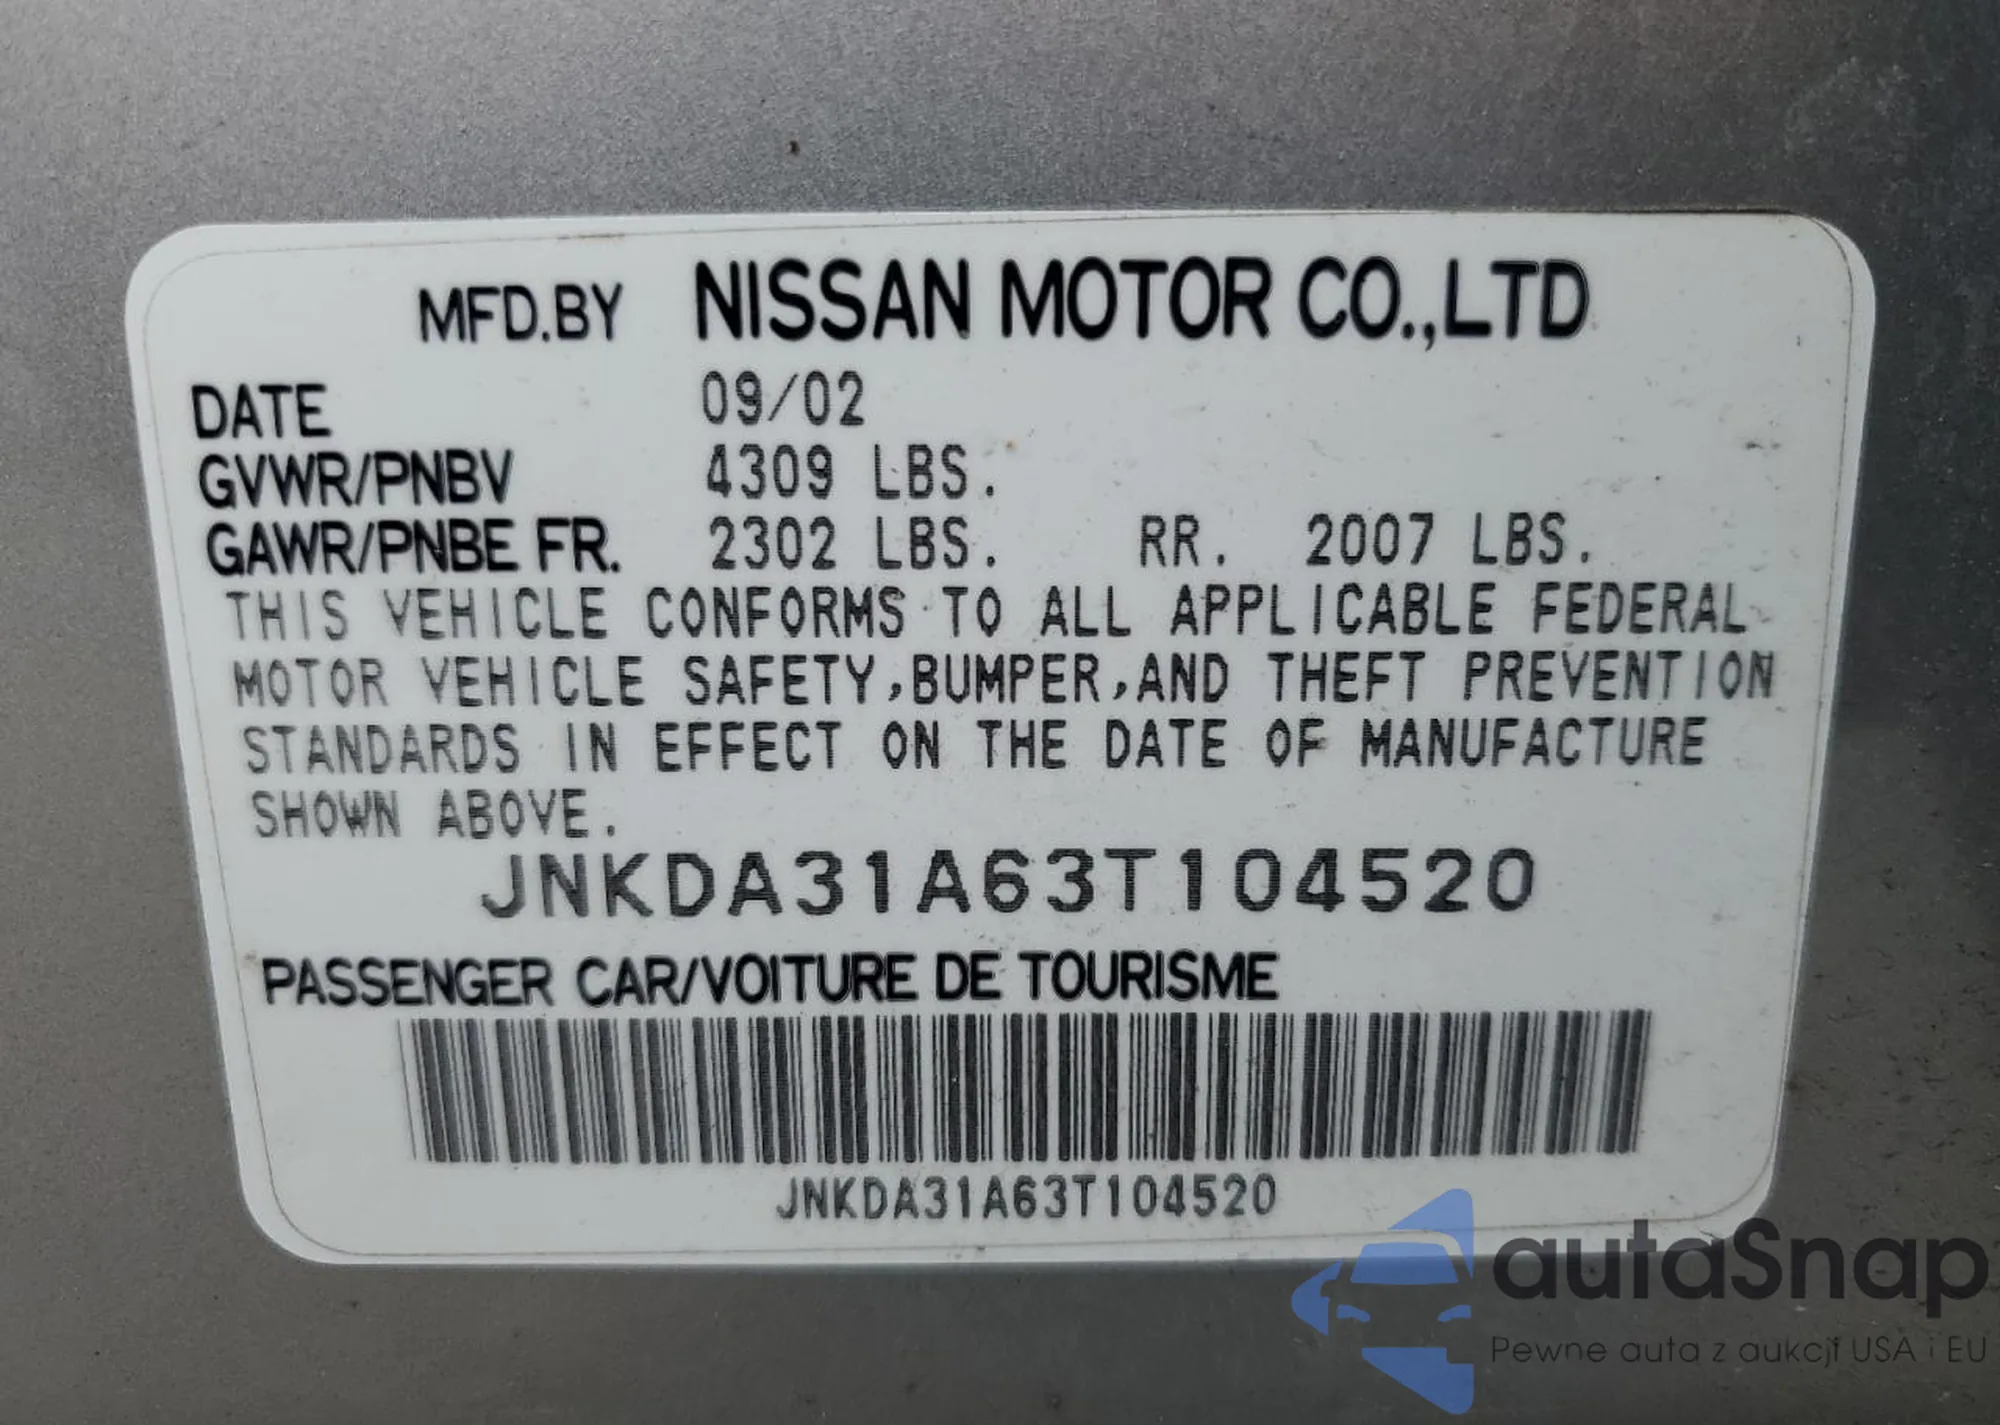 MFD.BY NISSAN MOTOR CO.,LTD
DATE 09/02
GVWR/PNBV 4309 LBS.
GAWR/PNBE FR. 2302 LBS. RR. 2007 LBS.
THIS VEHICLE CONFORMS TO ALL APPLICABLE FEDERAL
MOTOR VEHICLE SAFETY,BUMPER,AND THEFT PREVENTION
STANDARDS IN EFFECT ON THE DATE OF MANUFACTURE
SHOWN ABOVE.
JNKDA31A63T104520
PASSENGER CAR/VOITURE DE TOURISME
JNKDA31A63T104520
autaSnap
Pewne auta z aukcji USA i EU